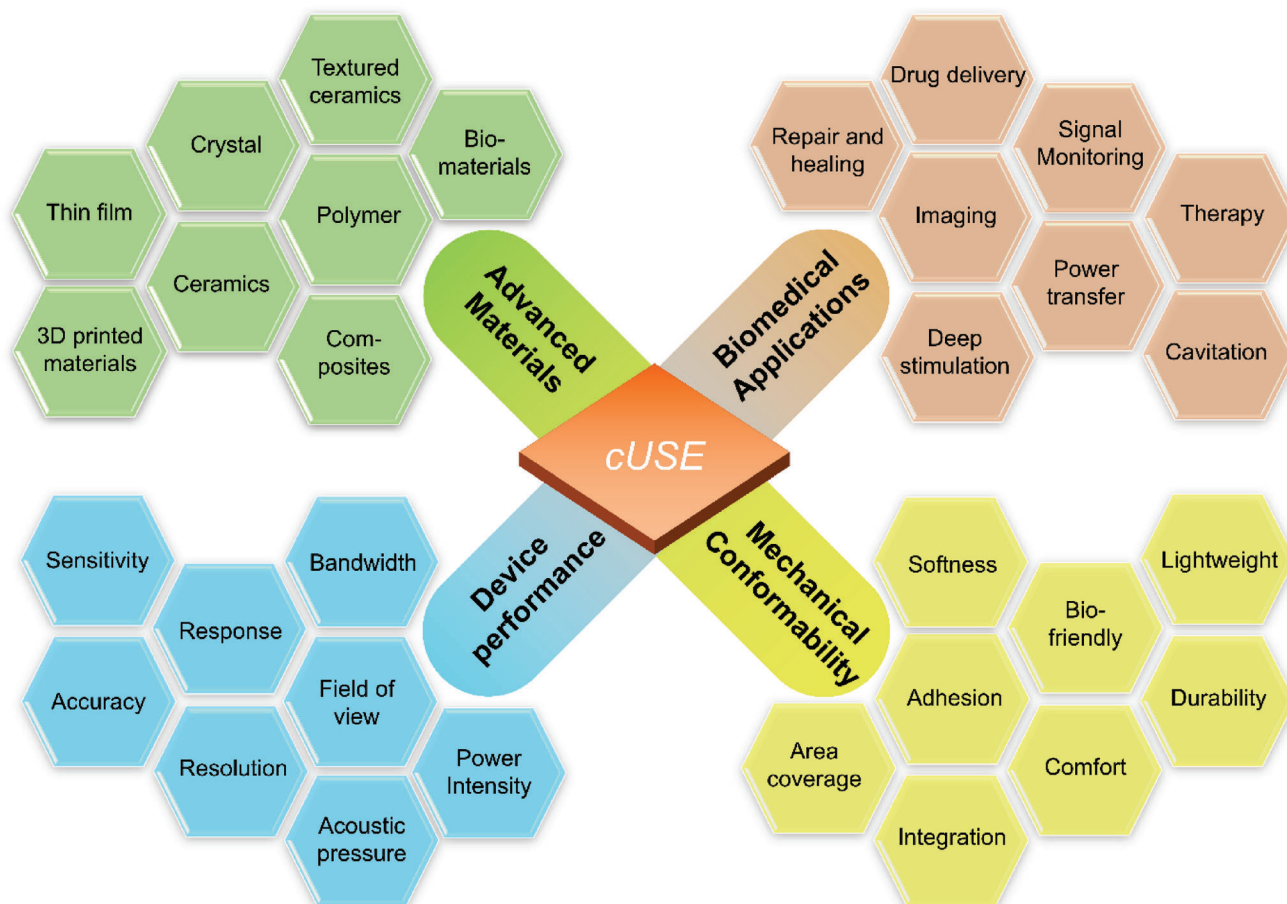 Textured
ceramics
Crystal
Bio-
materials
Thin film
Polymer
Ceramics
3D printed
materials
Com-
posites
Advanced
Materials
Drug delivery
Repair and
healing
Signal
Monitoring
Imaging
Therapy
Power
transfer
Deep
stimulation
Cavitation
Biomedical
Applications
cUSE
Device
performance
Sensitivity
Bandwidth
Response
Accuracy
Field of
view
Resolution
Power
Intensity
Acoustic
pressure
Mechanical
Conformability
Softness
Lightweight
Bio-
friendly
Adhesion
Durability
Area
coverage
Comfort
Integration